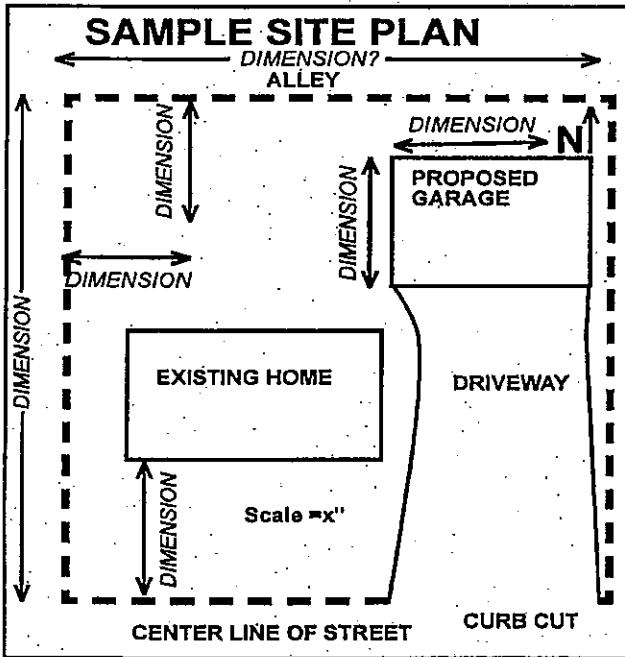 SAMPLE SITE PLAN
DIMENSION?
ALLEY
DIMENSION
N
DIMENSION
PROPOSED
GARAGE
DIMENSION
DIMENSION
DIMENSION
EXISTING HOME
DRIVEWAY
DIMENSION
Scale =x"
CENTER LINE OF STREET
CURB CUT